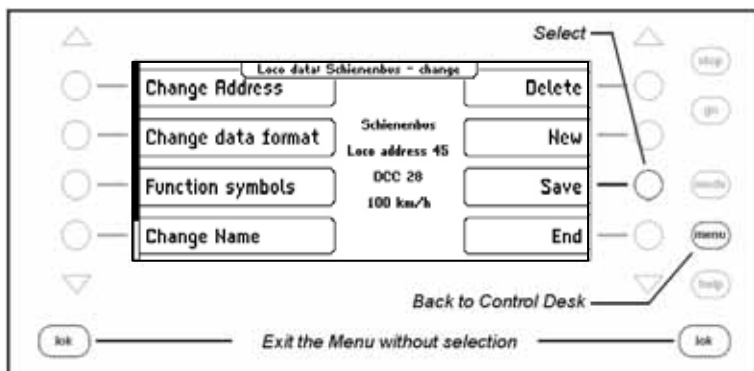 Select
stop
Loco data: Schienenbus - change
Change Address
Delete
go
Change data format
Schienenbus
New
Loco address 45
Function symbols
DCC 28
Save
mode
100 km/h
Change Name
End
menu
help
Back to Control Desk
lok
Exit the Menu without selection
lok